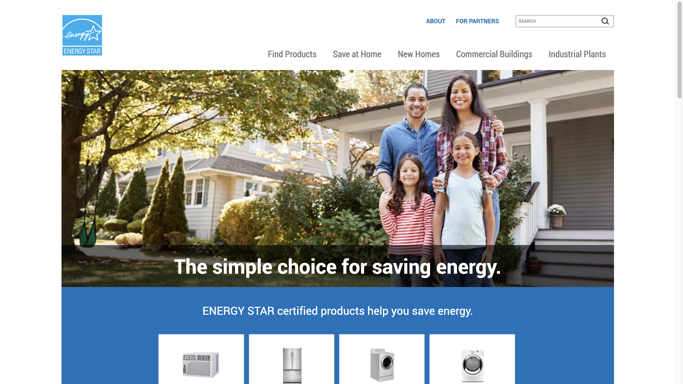 ABOUT
FOR PARTNERS
SEARCH
energy
ENERGY STAR
Find Products
Save at Home
New Homes
Commercial Buildings
Industrial Plants
The simple choice for saving energy.
ENERGY STAR certified products help you save energy.